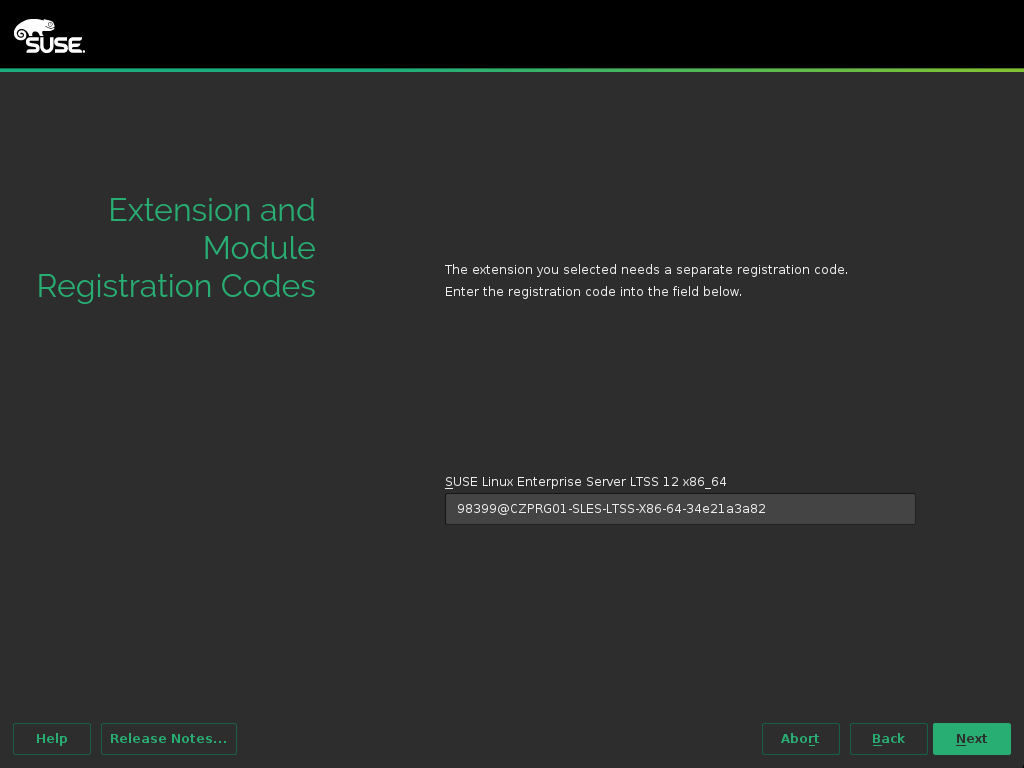 SUSE
Extension and
Module
Registration Codes
The extension you selected needs a separate registration code.
Enter the registration code into the field below.
SUSE Linux Enterprise Server LTSS 12 x86_64
98399@CZPRG01-SLES-LTSS-X86-64-34e21a3a82
Help
Release Notes...
Abort
Back
Next